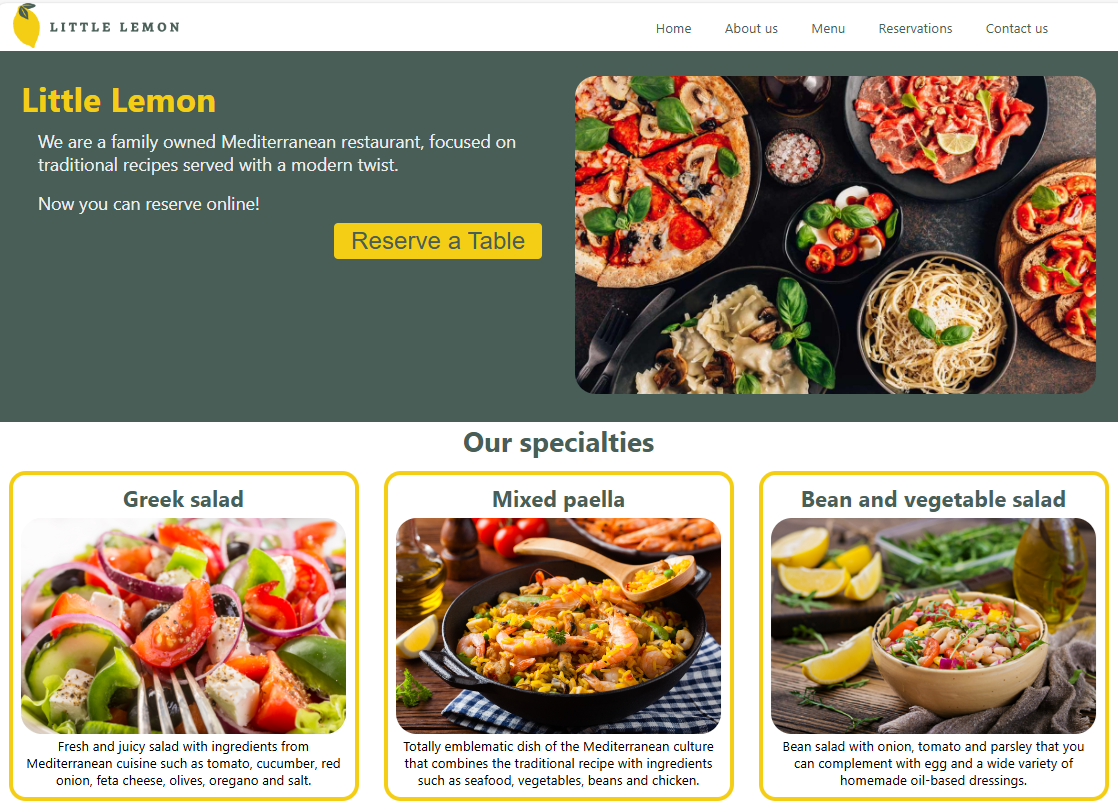 LITTLE LEMON
Home About us Menu Reservations Contact us
Little Lemon
We are a family owned Mediterranean restaurant, focused on
traditional recipes served with a modern twist.
Now you can reserve online!
Reserve a Table
Our specialties
Greek salad
Fresh and juicy salad with ingredients from
Mediterranean cuisine such as tomato, cucumber, red
onion, feta cheese, olives, oregano and salt.
Mixed paella
Totally emblematic dish of the Mediterranean culture
that combines the traditional recipe with ingredients
such as seafood, vegetables, beans and chicken.
Bean and vegetable salad
Bean salad with onion, tomato and parsley that you
can complement with egg and a wide variety of
homemade oil-based dressings.